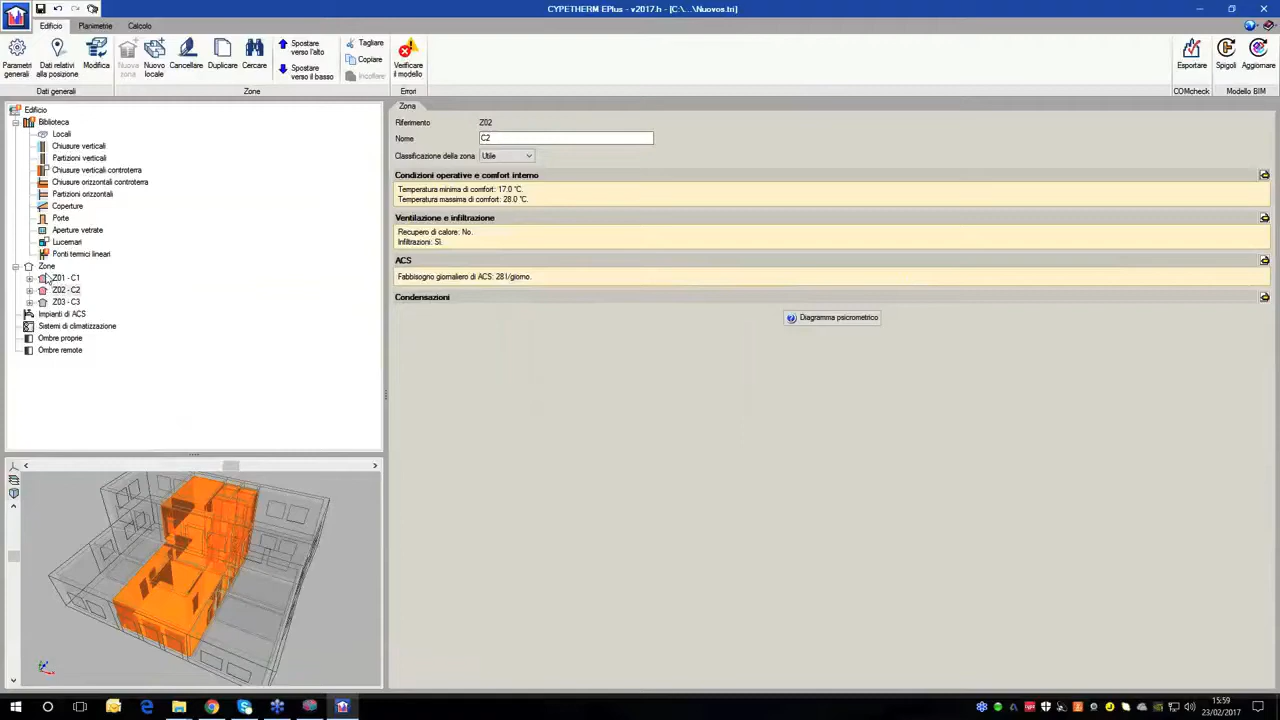 CYPETHERM EPlus - v2017.h - [C:\...\Nuovos.tri]
Edificio Planimetrie Calcolo
Parametri generali
Dati relativi alla posizione
Modifica
Nuova zona
Nuovo locale
Cancellare
Duplicare
Cercare
Spostare verso l'alto
Spostare verso il basso
Tagliare
Copiare
Incollare
Verificare il modello
Esportare
Spigoli
Aggiornare
Dati generali
Zone
Errori
COMcheck
Modello BIM
Edificio
Biblioteca
Locali
Chiusure verticali
Partizioni verticali
Chiusure verticali controterra
Chiusure orizzontali controterra
Partizioni orizzontali
Coperture
Porte
Aperture vetrate
Lucernari
Ponti termici lineari
Zone
Z01 - C1
Z02 - C2
Z03 - C3
Impianti di ACS
Sistemi di climatizzazione
Ombre proprie
Ombre remote
Zona
Riferimento Z02
Nome C2
Classificazione della zona Utile
Condizioni operative e comfort interno
Temperatura minima di comfort: 17.0 °C.
Temperatura massima di comfort: 28.0 °C.
Ventilazione e infiltrazione
Recupero di calore: No.
Infiltrazioni: Sì.
ACS
Fabbisogno giornaliero di ACS: 28 l/giorno.
Condensazioni
Diagramma psicrometrico
15:59
23/02/2017